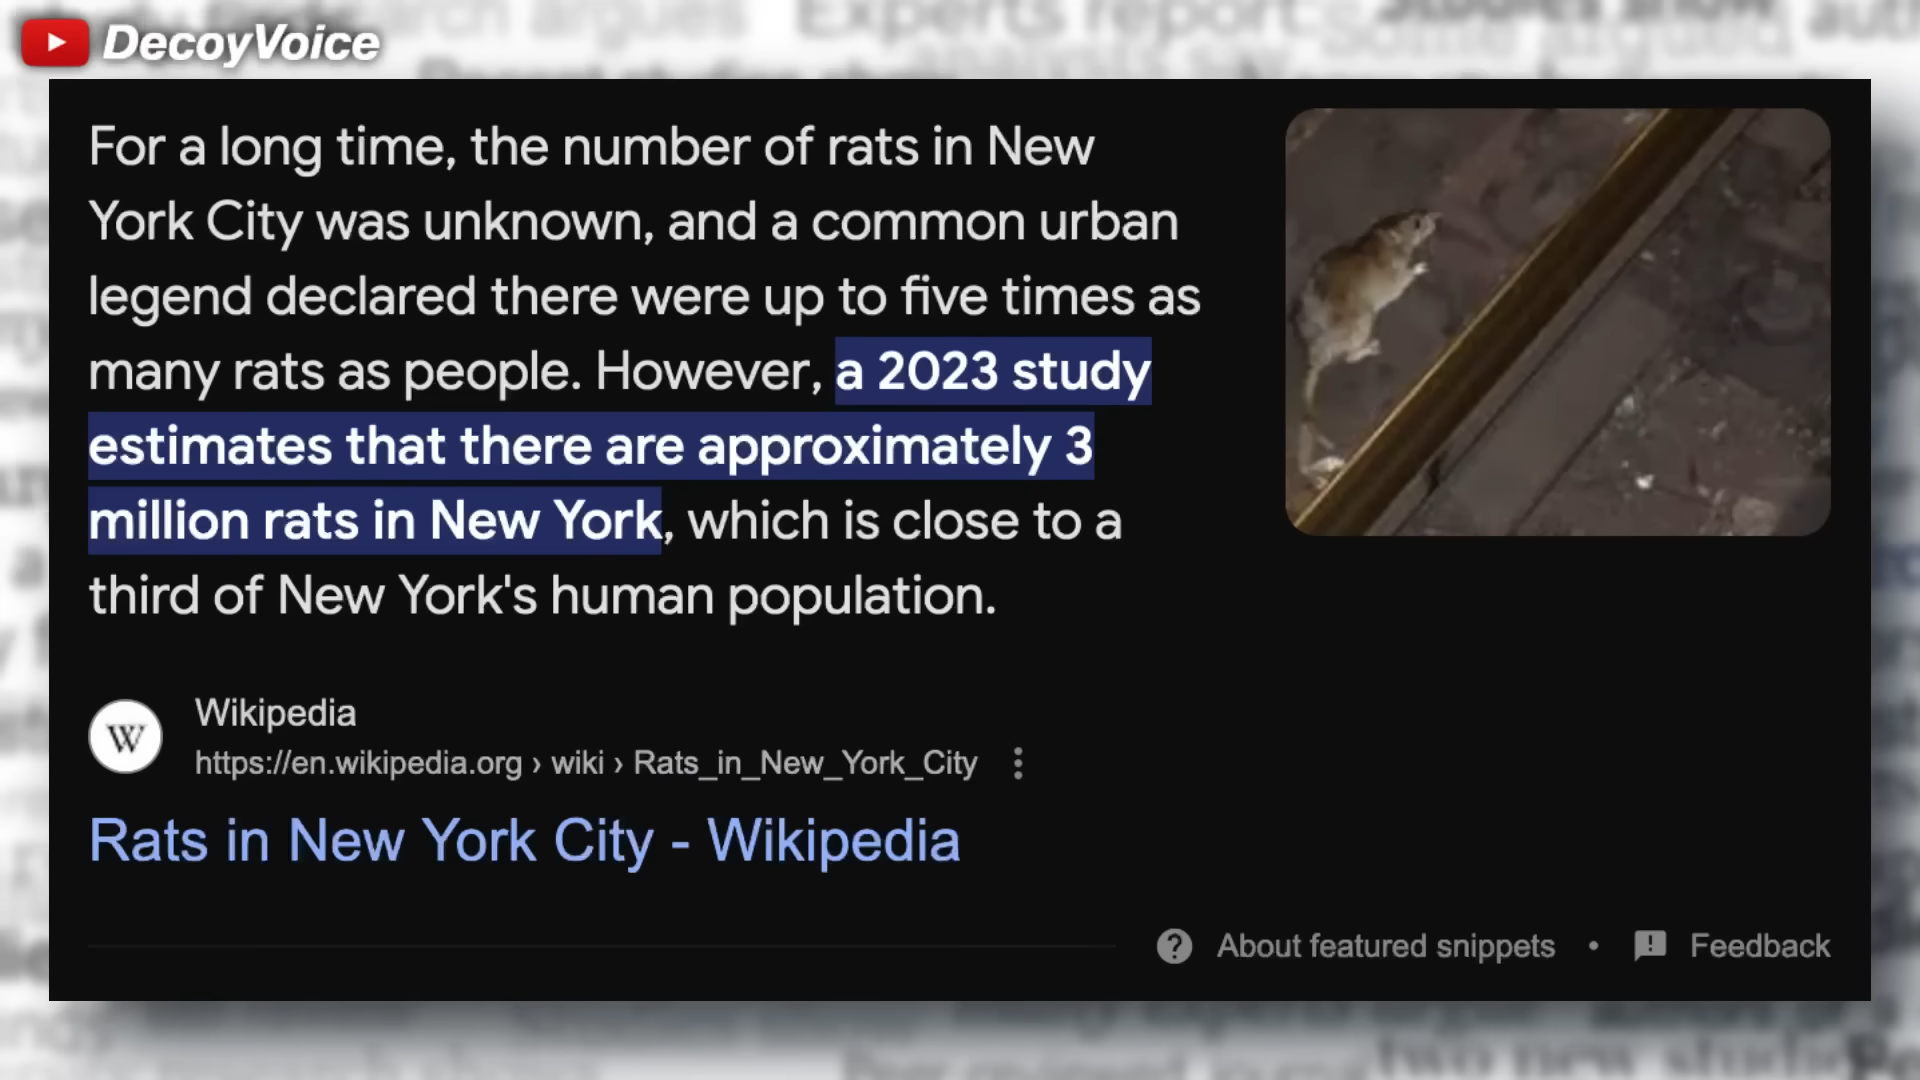 DecoyVoice
For a long time, the number of rats in New
York City was unknown, and a common urban
legend declared there were up to five times as
many rats as people. However, a 2023 study
estimates that there are approximately 3
million rats in New York, which is close to a
third of New York's human population.
W
Wikipedia
https://en.wikipedia.org › wiki › Rats_in_New_York_City
Rats in New York City - Wikipedia
About featured snippets • Feedback